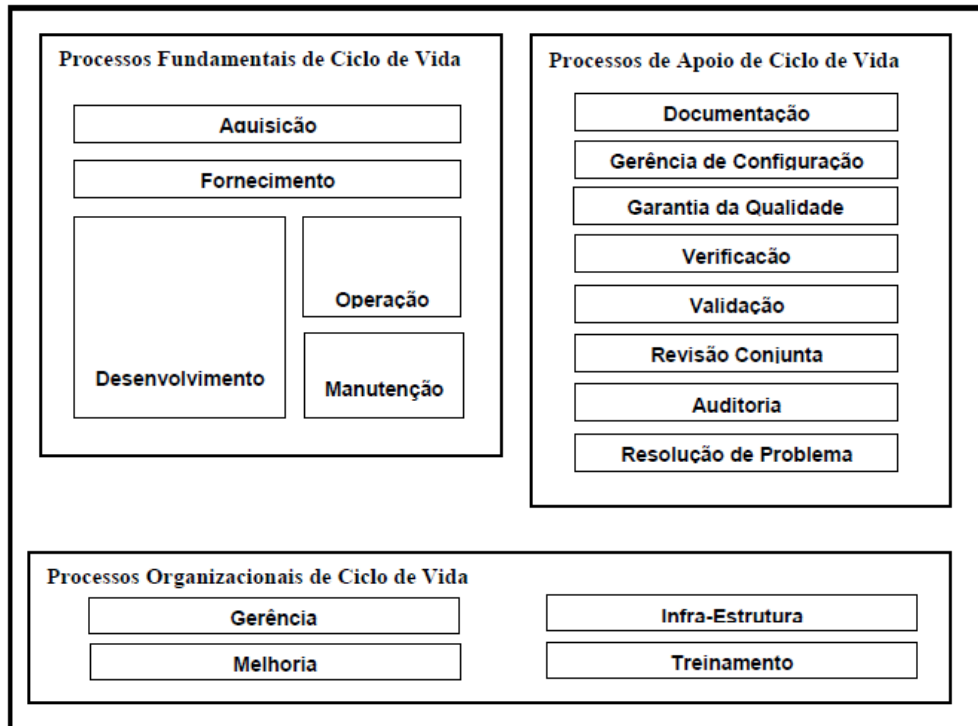 Processos Fundamentais de Ciclo de Vida
Aquisição
Fornecimento
Desenvolvimento
Operação
Manutenção
Processos de Apoio de Ciclo de Vida
Documentação
Gerência de Configuração
Garantia da Qualidade
Verificação
Validação
Revisão Conjunta
Auditoria
Resolução de Problema
Processos Organizacionais de Ciclo de Vida
Gerência
Melhoria
Infra-Estrutura
Treinamento